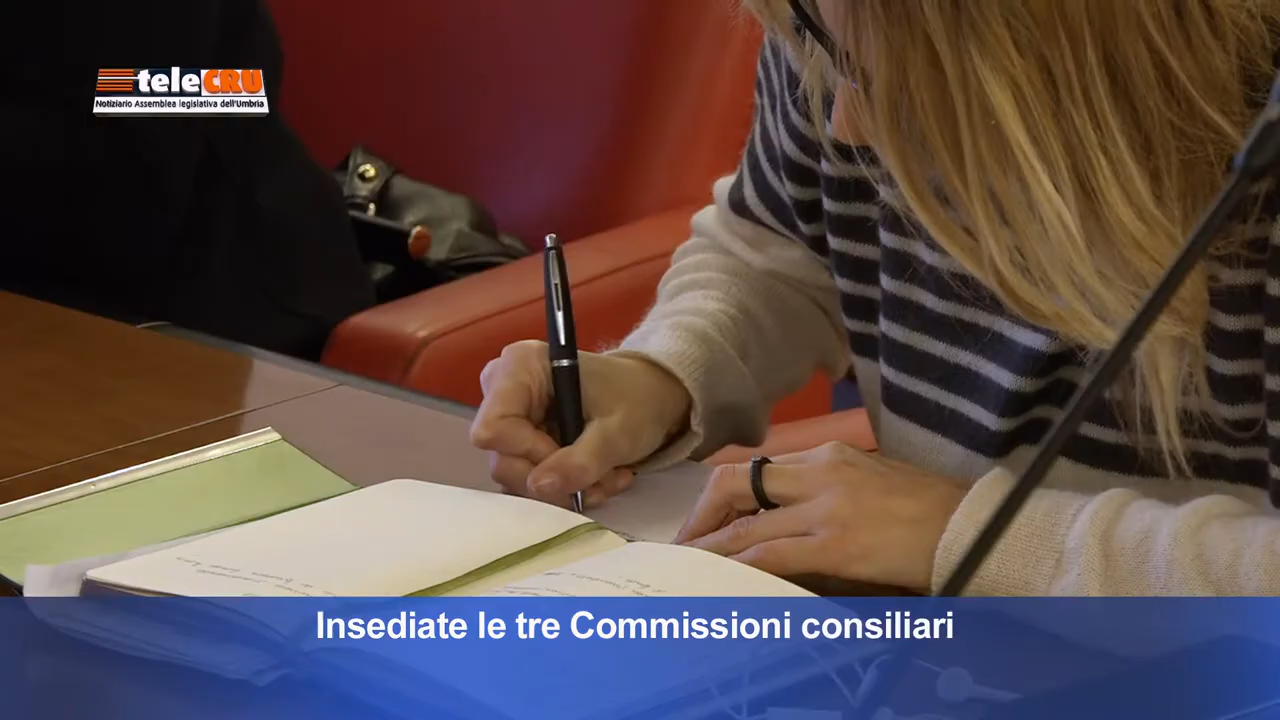 teleCRU
Notiziario Assemblea legislativa dell'Umbria
Insediate le tre Commissioni consiliari